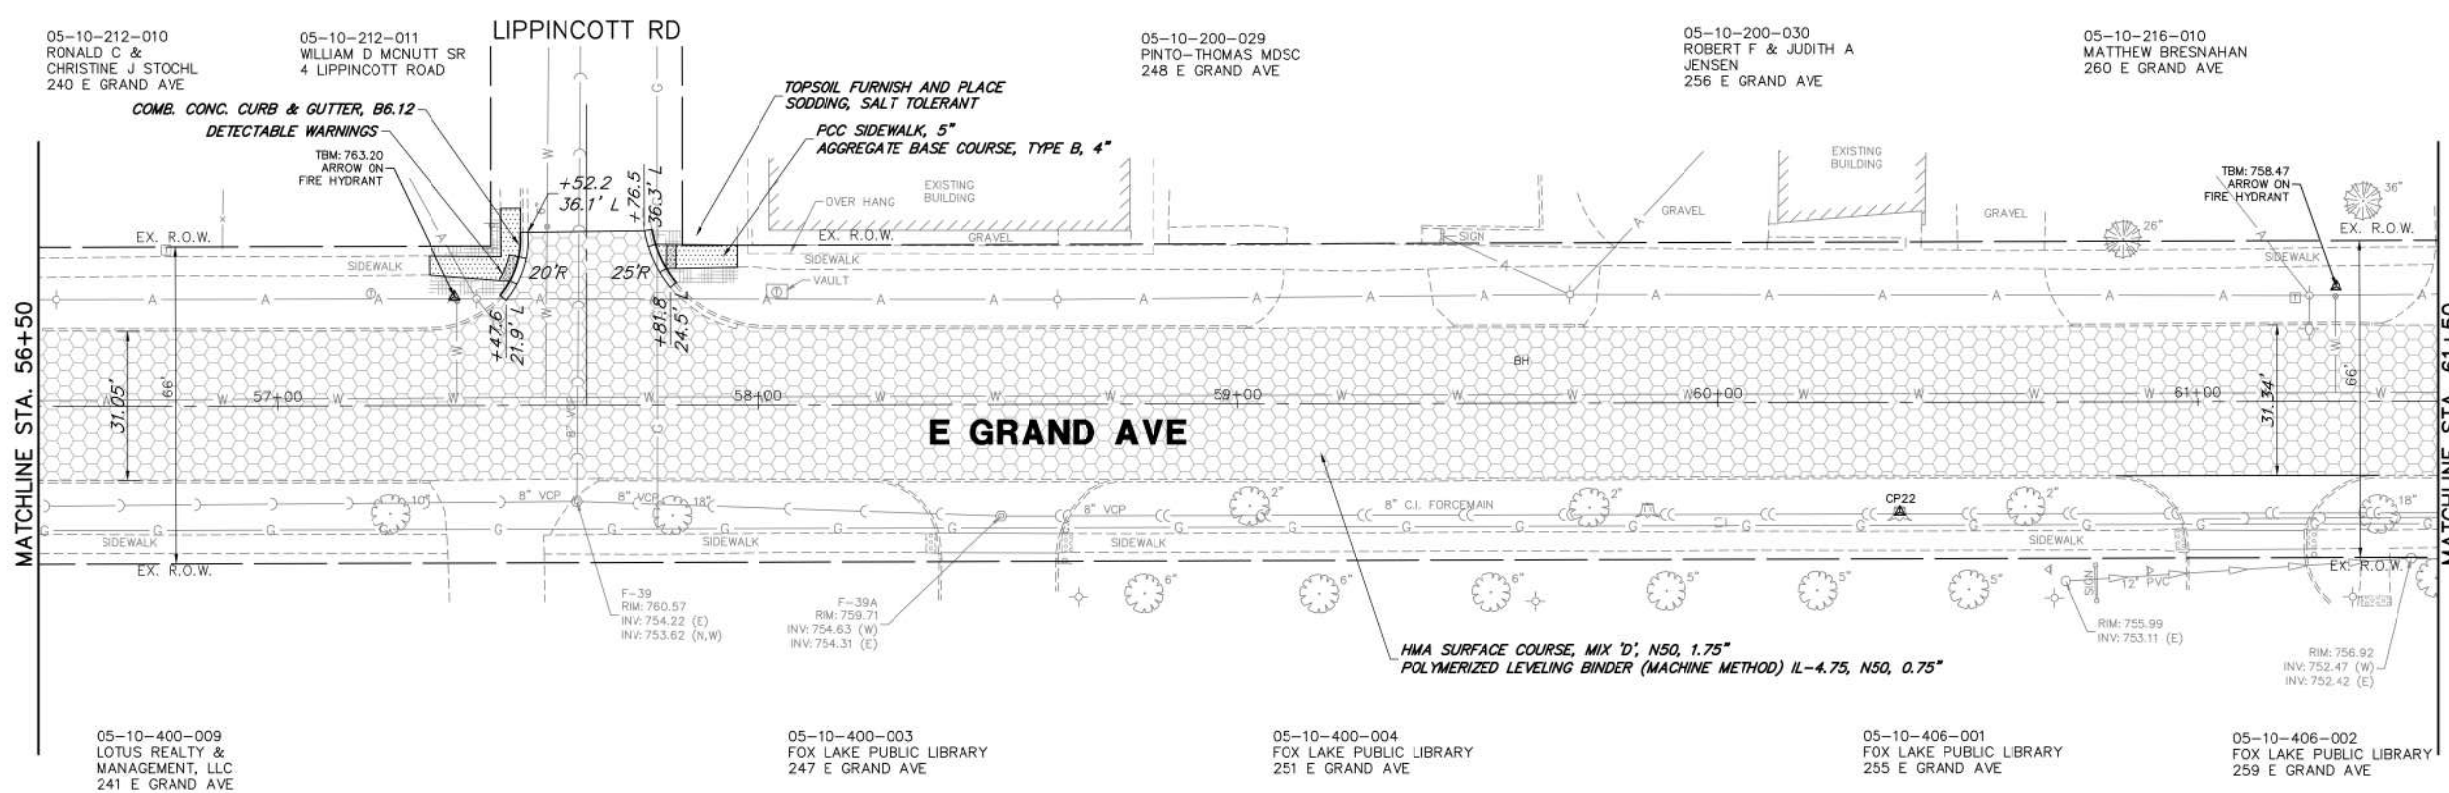 LIPPINCOTT RD
05-10-212-010
RONALD C &
CHRISTINE J STOCHL
240 E GRAND AVE
05-10-212-011
WILLIAM D MCNUTT SR
4 LIPPINCOTT ROAD
05-10-200-029
PINTO-THOMAS MDSC
248 E GRAND AVE
05-10-200-030
ROBERT F & JUDITH A
JENSEN
256 E GRAND AVE
05-10-216-010
MATTHEW BRESNAHAN
260 E GRAND AVE
COMB. CONC. CURB & GUTTER, B6.12
DETECTABLE WARNINGS
TBM: 763.20
ARROW ON
FIRE HYDRANT
TOPSOIL FURNISH AND PLACE
SODDING, SALT TOLERANT
PCC SIDEWALK, 5"
AGGREGATE BASE COURSE, TYPE B, 4"
+52.2
36.1' L
+76.5
36.3' L
20'R
25'R
+47.6
21.9' L
+81.8
24.5' L
OVER HANG
EXISTING
BUILDING
EX. R.O.W.
EX. R.O.W.
GRAVEL
SIDEWALK
SIDEWALK
VAULT
SIGN
GRAVEL
EXISTING
BUILDING
GRAVEL
TBM: 758.47
ARROW ON
FIRE HYDRANT
26"
36"
EX. R.O.W.
SIDEWALK
MATCHLINE STA. 56+50
31.05'
66'
57+00
58+00
59+00
60+00
61+00
BH
31.34'
66'
MATCHLINE STA. 61+50
E GRAND AVE
8" VCP
10"
8" VCP
8" VCP
18"
8" VCP
2"
8" C.I. FORCEMAIN
2"
CP22
2"
18"
SIDEWALK
SIDEWALK
SIDEWALK
SIDEWALK
EX. R.O.W.
EX. R.O.W.
6"
6"
6"
5"
5"
5"
SIGN
12" PVC
F-39
RIM: 760.57
INV: 754.22 (E)
INV: 753.62 (N,W)
F-39A
RIM: 759.71
INV: 754.63 (W)
INV: 754.31 (E)
RIM: 755.99
INV: 753.11 (E)
RIM: 756.92
INV: 752.47 (W)
INV: 752.42 (E)
HMA SURFACE COURSE, MIX 'D', N50, 1.75"
POLYMERIZED LEVELING BINDER (MACHINE METHOD) IL-4.75, N50, 0.75"
05-10-400-009
LOTUS REALTY &
MANAGEMENT, LLC
241 E GRAND AVE
05-10-400-003
FOX LAKE PUBLIC LIBRARY
247 E GRAND AVE
05-10-400-004
FOX LAKE PUBLIC LIBRARY
251 E GRAND AVE
05-10-406-001
FOX LAKE PUBLIC LIBRARY
255 E GRAND AVE
05-10-406-002
FOX LAKE PUBLIC LIBRARY
259 E GRAND AVE